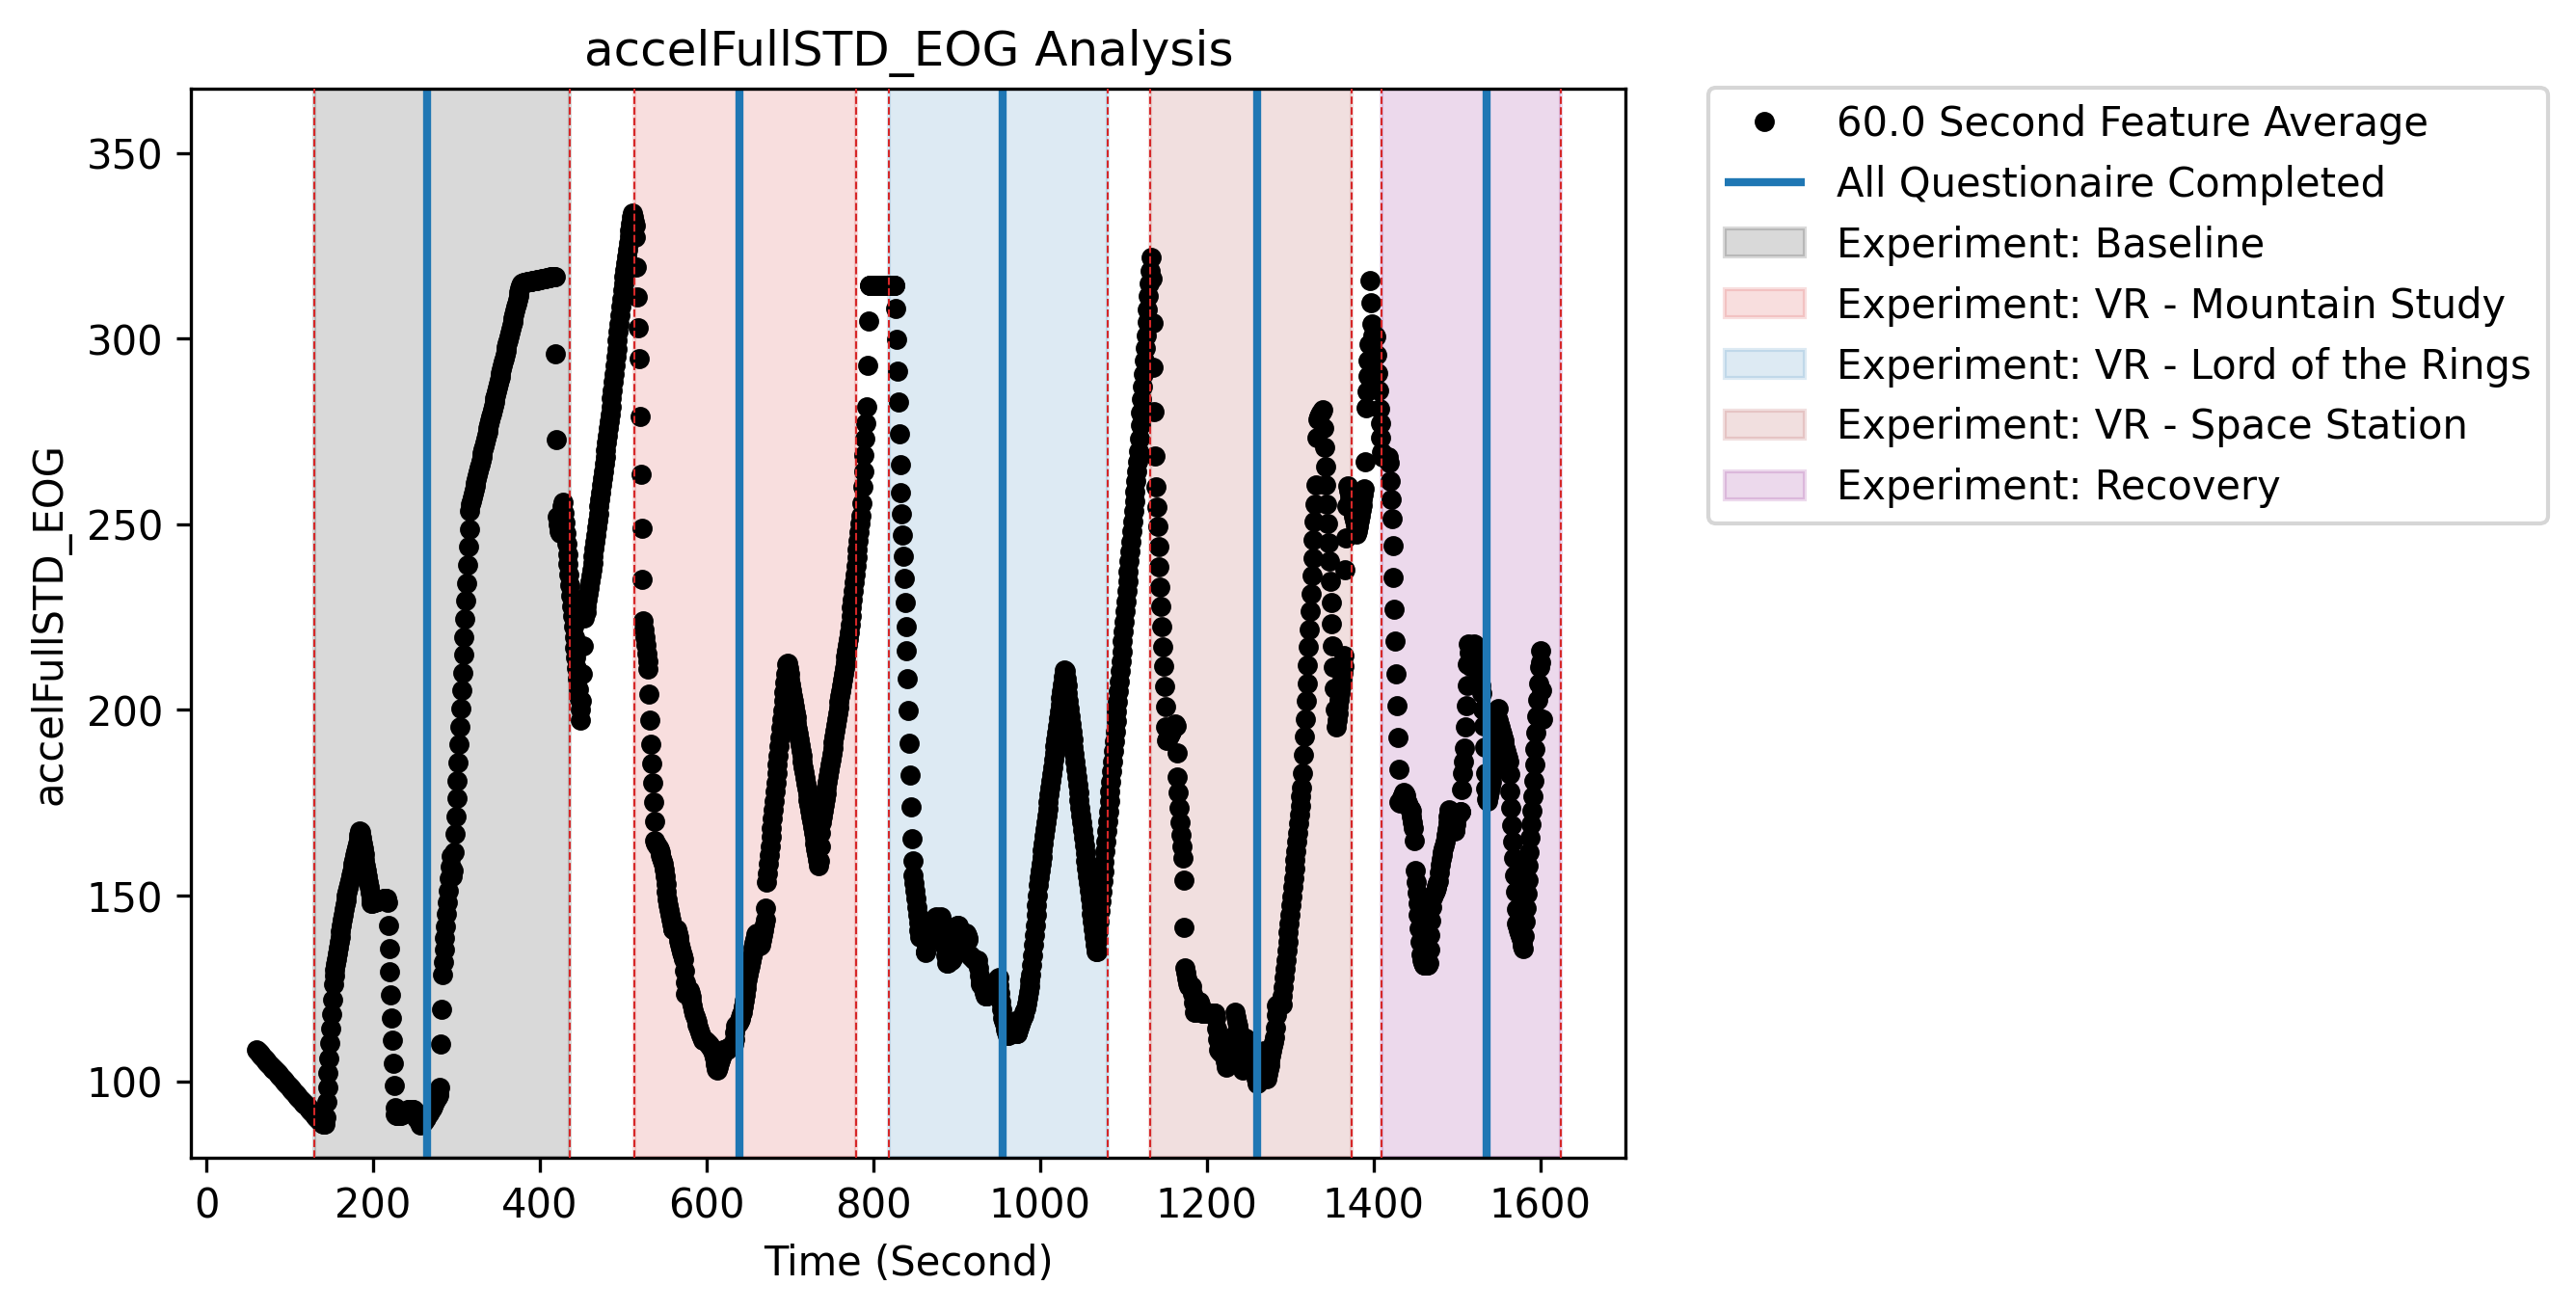 accelFullSTD_EOG Analysis
accelFullSTD_EOG
350
300
250
200
150
100
0 200 400 600 800 1000 1200 1400 1600
Time (Second)
60.0 Second Feature Average
All Questionaire Completed
Experiment: Baseline
Experiment: VR - Mountain Study
Experiment: VR - Lord of the Rings
Experiment: VR - Space Station
Experiment: Recovery